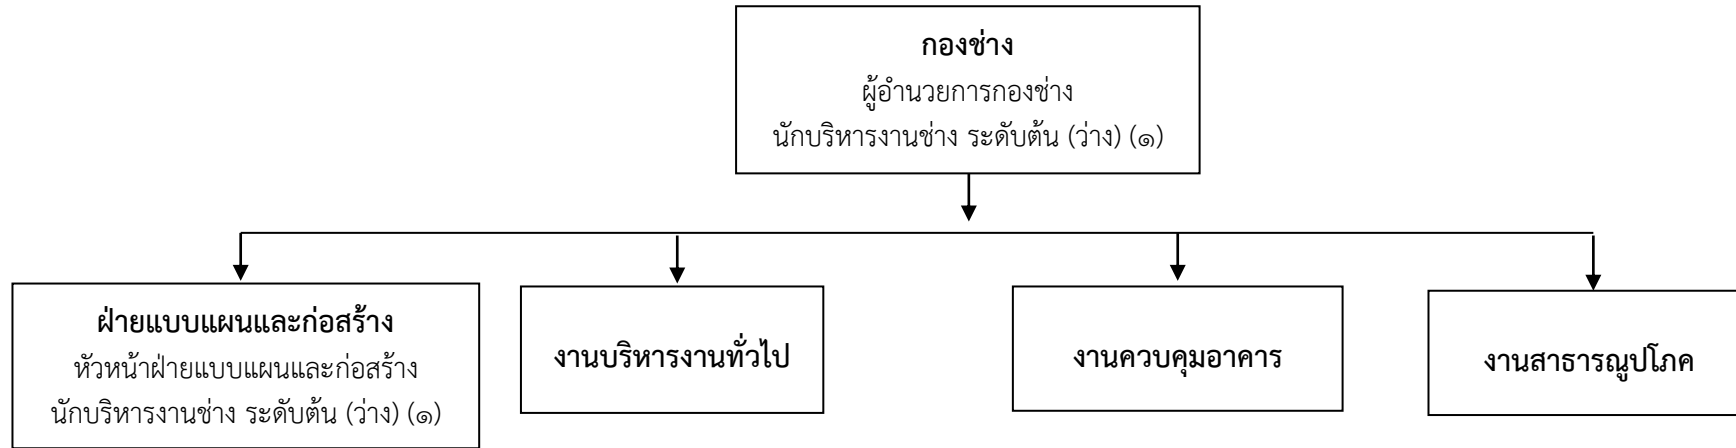 กองช่าง
ผู้อำนวยการกองช่าง
นักบริหารงานช่าง ระดับต้น (ว่าง) (๑)
ฝ่ายแบบแผนและก่อสร้าง
หัวหน้าฝ่ายแบบแผนและก่อสร้าง
นักบริหารงานช่าง ระดับต้น (ว่าง) (๑)
งานบริหารงานทั่วไป
งานควบคุมอาคาร
งานสาธารณูปโภค